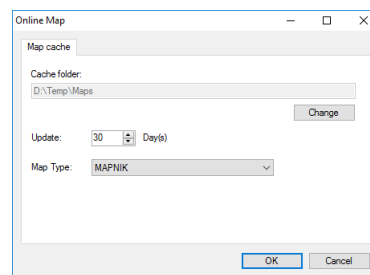 Online Map
Map cache
Cache folder:
D:\Temp\Maps
Change
Update: 30 Day(s)
Map Type: MAPNIK
OK Cancel